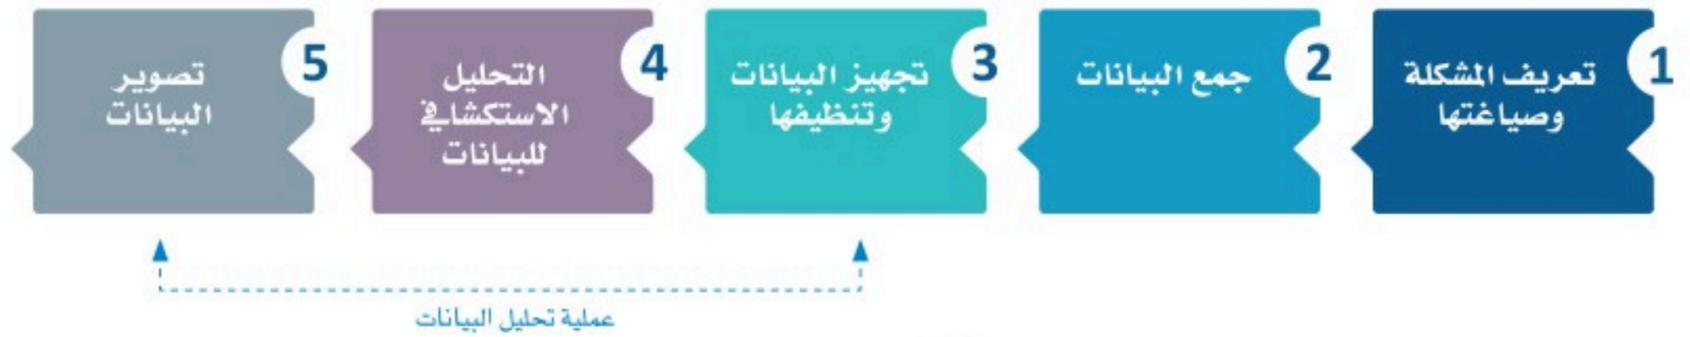 1
تعريف المشكلة
وصياغتها
2
جمع البيانات
3
تجهيز البيانات
وتنظيفها
4
التحليل
الاستكشافي
للبيانات
5
تصوير
البيانات
عملية تحليل البيانات